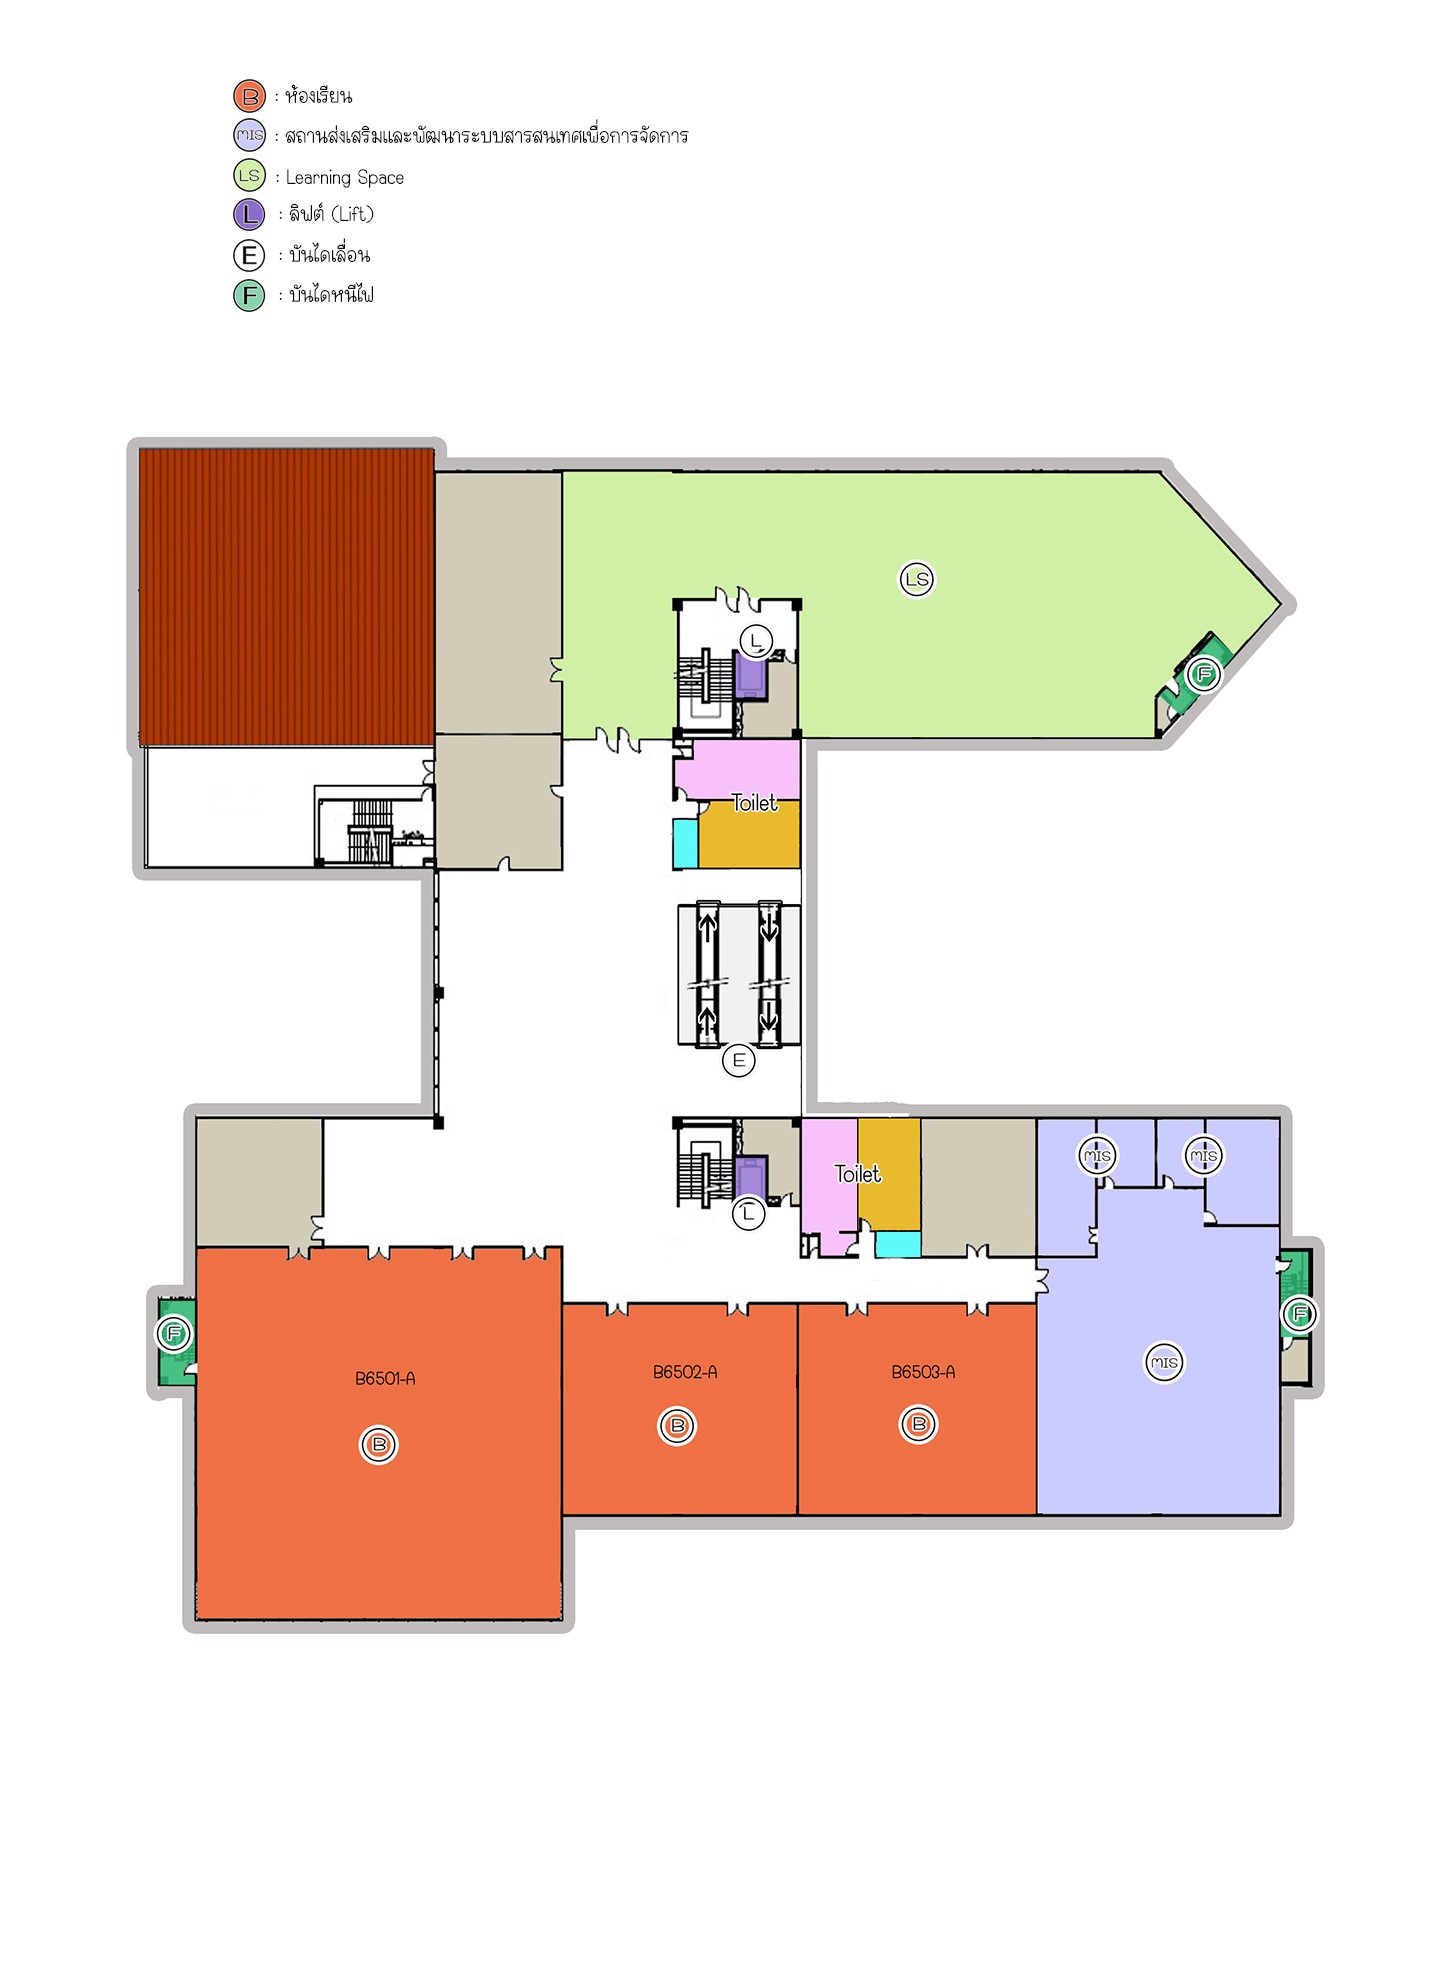 B : ห้องเรียน
MIS : สถานส่งเสริมและพัฒนาระบบสารสนเทศเพื่อการจัดการ
LS : Learning Space
L : ลิฟต์ (Lift)
E : บันไดเลื่อน
F : บันไดหนีไฟ
LS
L
F
Toilet
E
MIS
MIS
Toilet
L
F
F
MIS
B6501-A
B6502-A
B6503-A
B
B
B